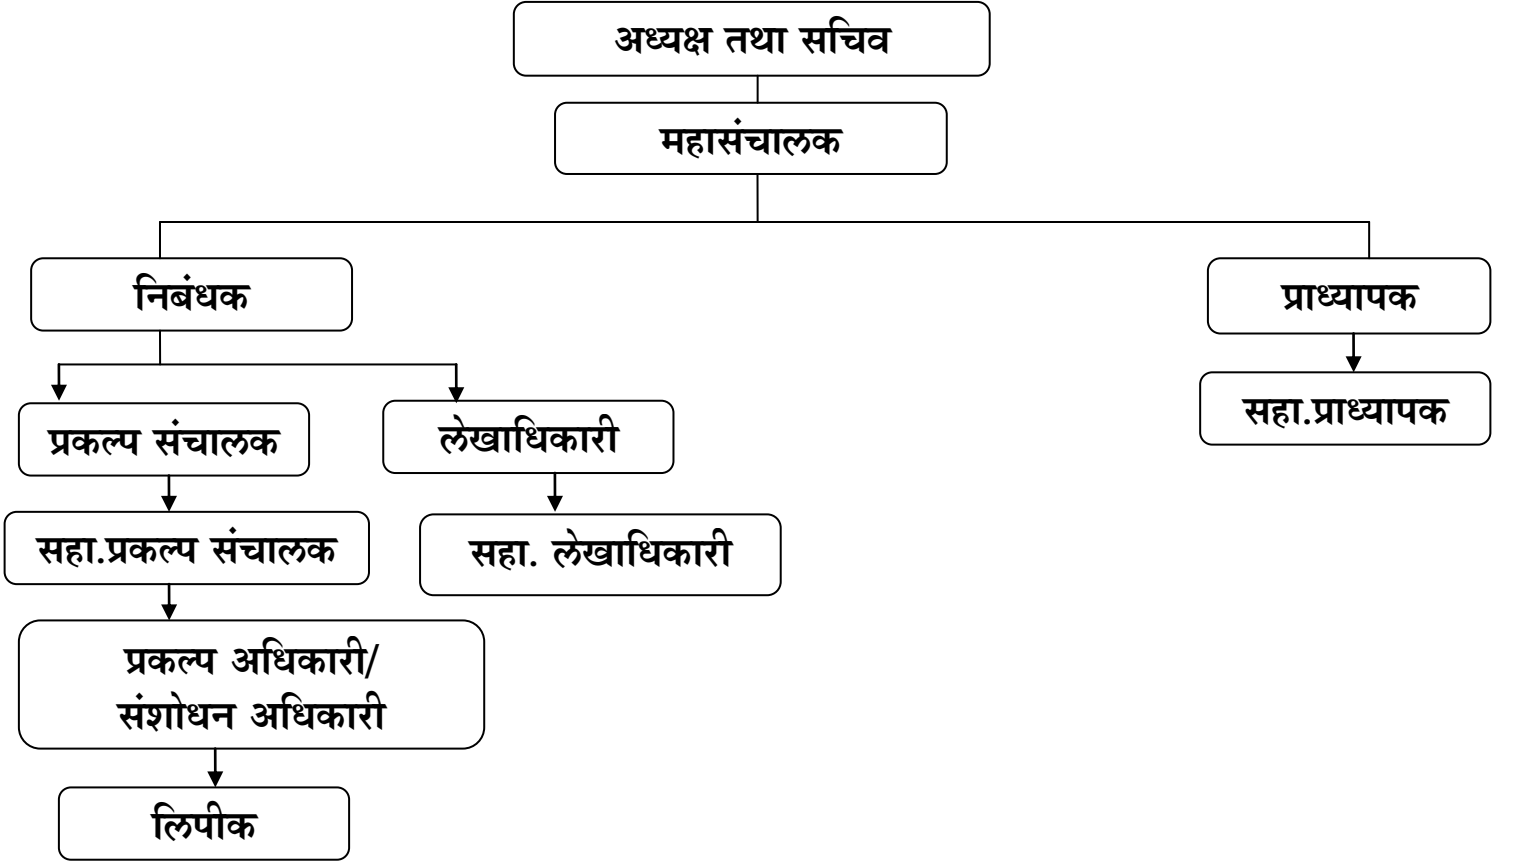 अध्यक्ष तथा सचिव
महासंचालक
निबंधक
प्राध्यापक
प्रकल्प संचालक
लेखाधिकारी
सहा.प्राध्यापक
सहा.प्रकल्प संचालक
सहा. लेखाधिकारी
प्रकल्प अधिकारी/
संशोधन अधिकारी
लिपीक